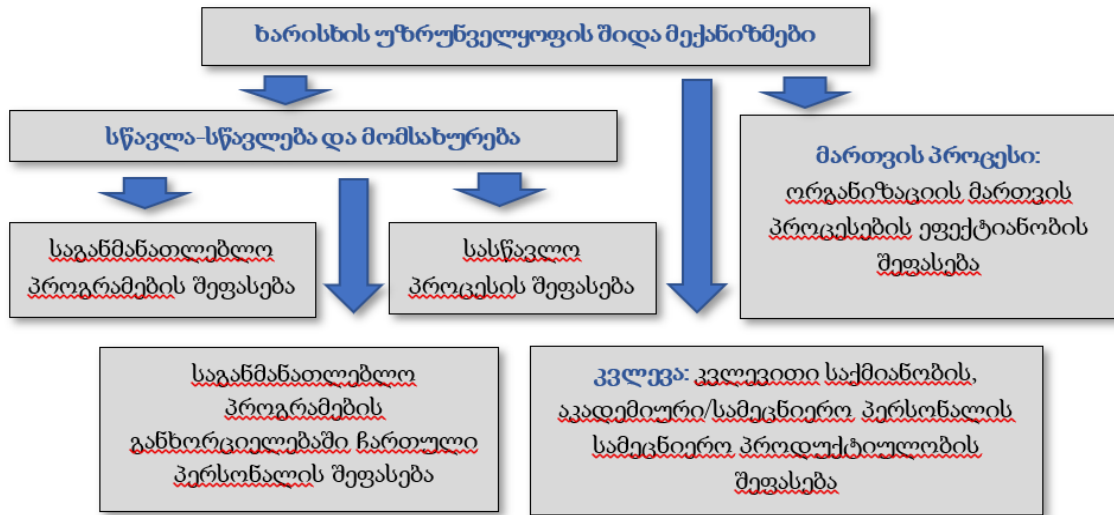 ხარისხის უზრუნველყოფის შიდა მექანიზმები
სწავლა-სწავლება და მომსახურება
მართვის პროცესი:
ორგანიზაციის მართვის
პროცესების ეფექტიანობის
შეფასება
საგანმანათლებლო
პროგრამების შეფასება
სასწავლო
პროცესის შეფასება
საგანმანათლებლო
პროგრამების
განხორციელებაში ჩართული
პერსონალის შეფასება
კვლევა: კვლევითი საქმიანობის,
აკადემიური/სამეცნიერო პერსონალის
სამეცნიერო პროდუქტიულობის
შეფასება